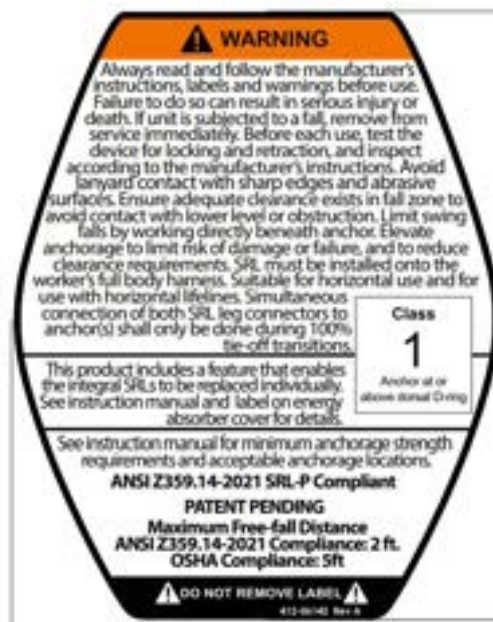 WARNING
Always read and follow the manufacturer's
instructions, labels and warnings before use.
Failure to do so can result in serious injury or
death. If unit is subjected to a fall, remove from
service immediately. Before each use, test the
device for locking and retraction, and inspect
according to the manufacturer's instructions. Avoid
lanyard contact with sharp edges and abrasive
surfaces. Ensure adequate clearance exists in fall zone to
avoid contact with lower level or obstruction. Limit swing
falls by working directly beneath anchor. Elevate
anchorage to limit risk of damage or failure, and to reduce
clearance requirements. SRL must be installed onto the
worker's full body harness. Suitable for horizontal use and for
use with horizontal lifelines. Simultaneous
connection of both SRL leg connectors to
anchor(s) shall only be done during 100%
tie-off transitions.
Class
1
Anchor at or
above dorsal D-ring
This product includes a feature that enables
the integral SRLs to be replaced individually.
See instruction manual and label on energy
absorber cover for details.
See instruction manual for minimum anchorage strength
requirements and acceptable anchorage locations.
ANSI Z359.14-2021 SRL-P Compliant
PATENT PENDING
Maximum Free-fall Distance
ANSI Z359.14-2021 Compliance: 2 ft.
OSHA Compliance: 5ft
DO NOT REMOVE LABEL
Rev A